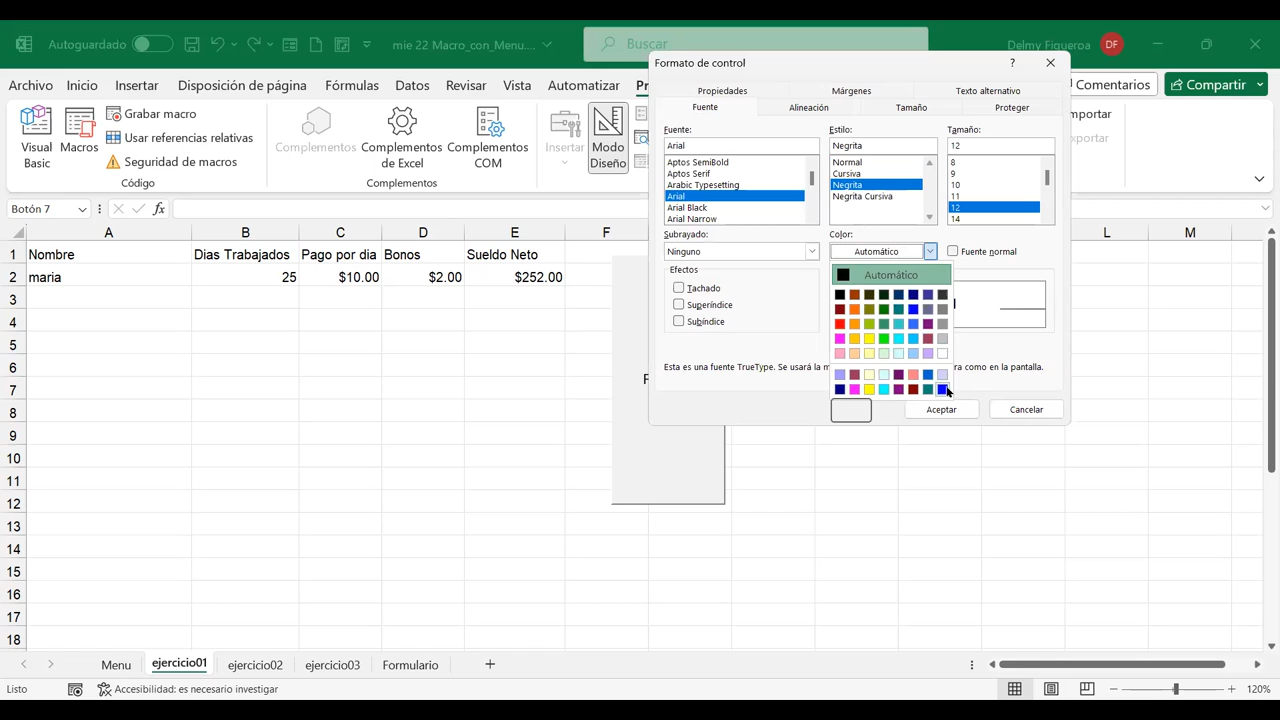 Autoguardado
mie 22 Macro_con_Menu....
Buscar
Delmy Figueroa
DF
Archivo
Inicio
Insertar
Disposición de página
Fórmulas
Datos
Revisar
Vista
Automatizar
Comentarios
Compartir
Visual Basic
Macros
Grabar macro
Usar referencias relativas
Seguridad de macros
Código
Complementos
Complementos de Excel
Complementos COM
Complementos
Insertar
Modo Diseño
Formato de control
?
Propiedades
Márgenes
Texto alternativo
Fuente
Alineación
Tamaño
Proteger
Fuente:
Estilo:
Tamaño:
Arial
Negrita
12
Aptos SemiBold
Aptos Serif
Arabic Typesetting
Arial
Arial Black
Arial Narrow
Normal
Cursiva
Negrita
Negrita Cursiva
8
9
10
11
12
14
Subrayado:
Color:
Ninguno
Automático
Fuente normal
Automático
Efectos
Tachado
Superíndice
Subíndice
Esta es una fuente TrueType. Se usará la m
ra como en la pantalla.
Aceptar
Cancelar
Botón 7
fx
A B C D E F L M
1 Nombre Dias Trabajados Pago por dia Bonos Sueldo Neto
2 maria 25 $10.00 $2.00 $252.00
3
4
5
6
7
8
9
10
11
12
13
14
15
16
17
18
Menu
ejercicio01
ejercicio02
ejercicio03
Formulario
Listo
Accesibilidad: es necesario investigar
120%